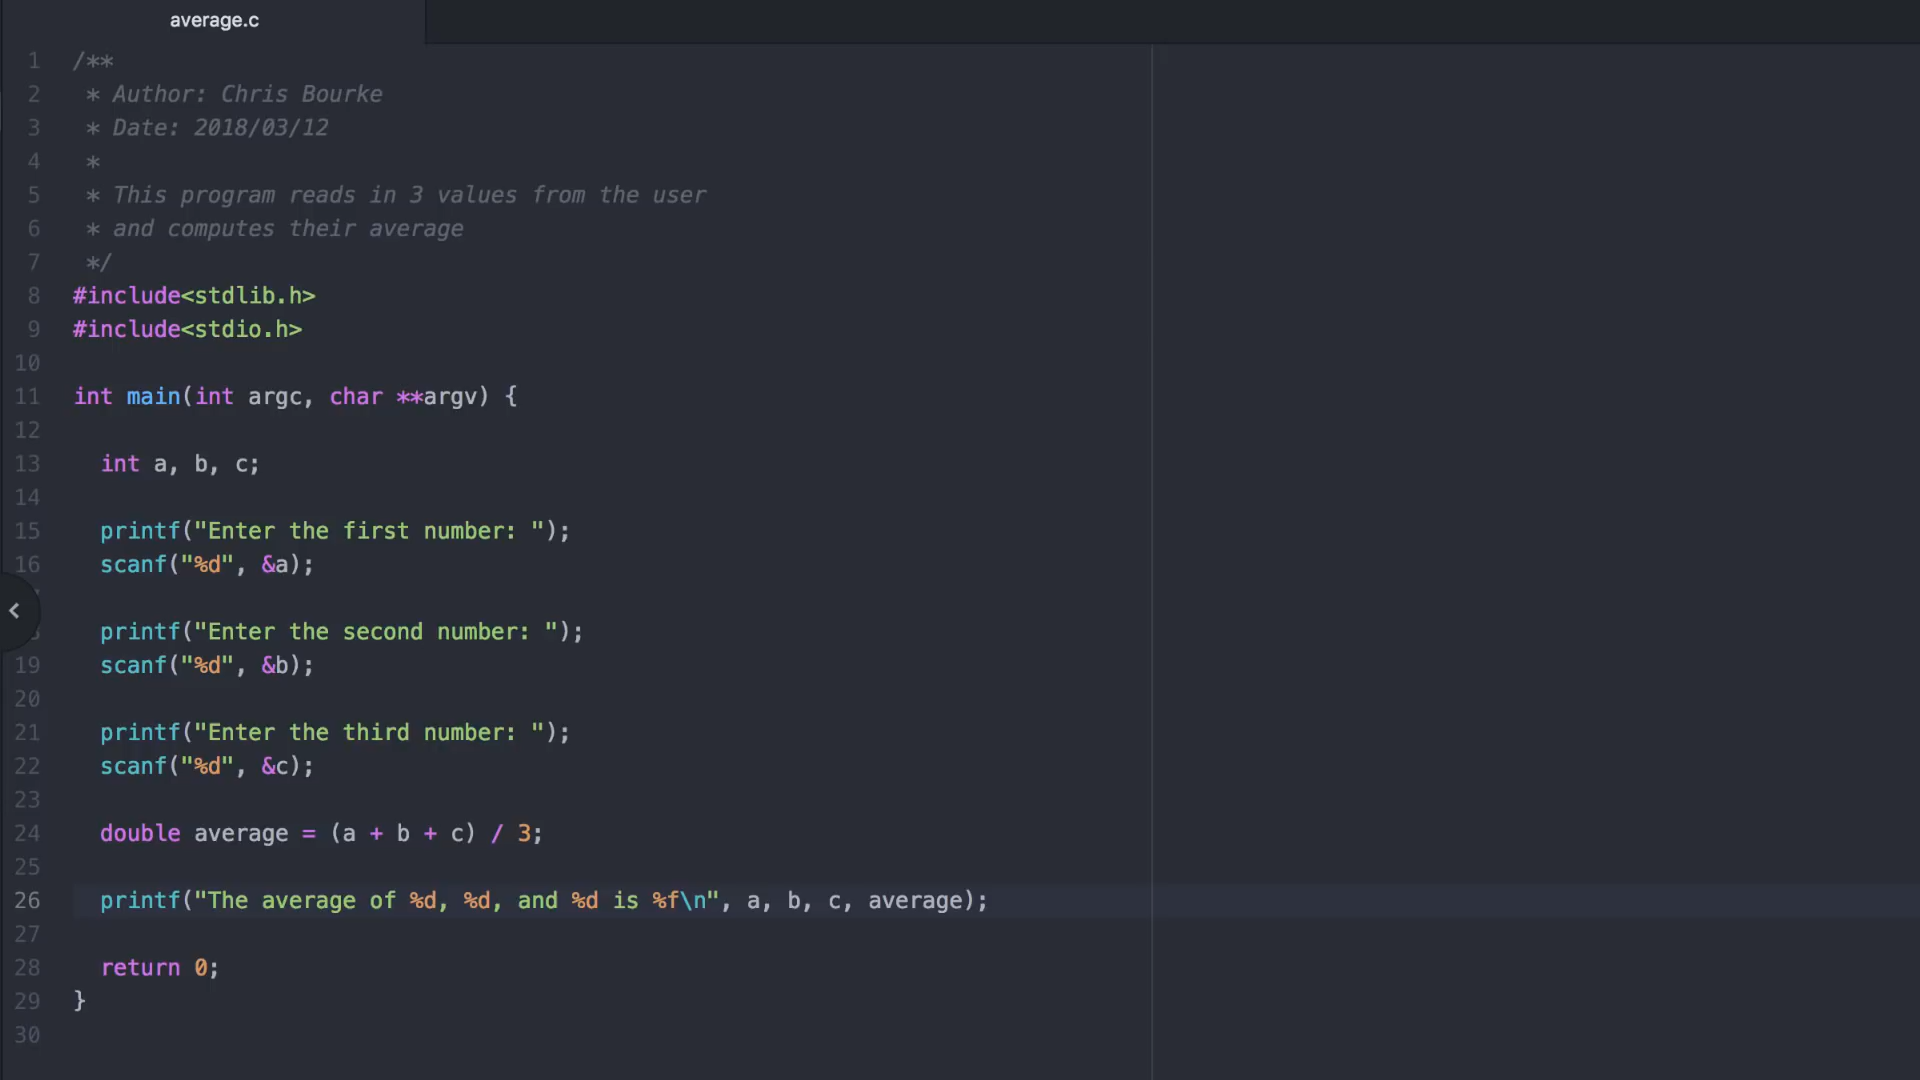 average.c
1 /**
2  * Author: Chris Bourke
3  * Date: 2018/03/12
4  *
5  * This program reads in 3 values from the user
6  * and computes their average
7  */
8 #include<stdlib.h>
9 #include<stdio.h>
10
11 int main(int argc, char **argv) {
12
13   int a, b, c;
14
15   printf("Enter the first number: ");
16   scanf("%d", &a);

  printf("Enter the second number: ");
19   scanf("%d", &b);
20
21   printf("Enter the third number: ");
22   scanf("%d", &c);
23
24   double average = (a + b + c) / 3;
25
26   printf("The average of %d, %d, and %d is %f\n", a, b, c, average);
27
28   return 0;
29 }
30